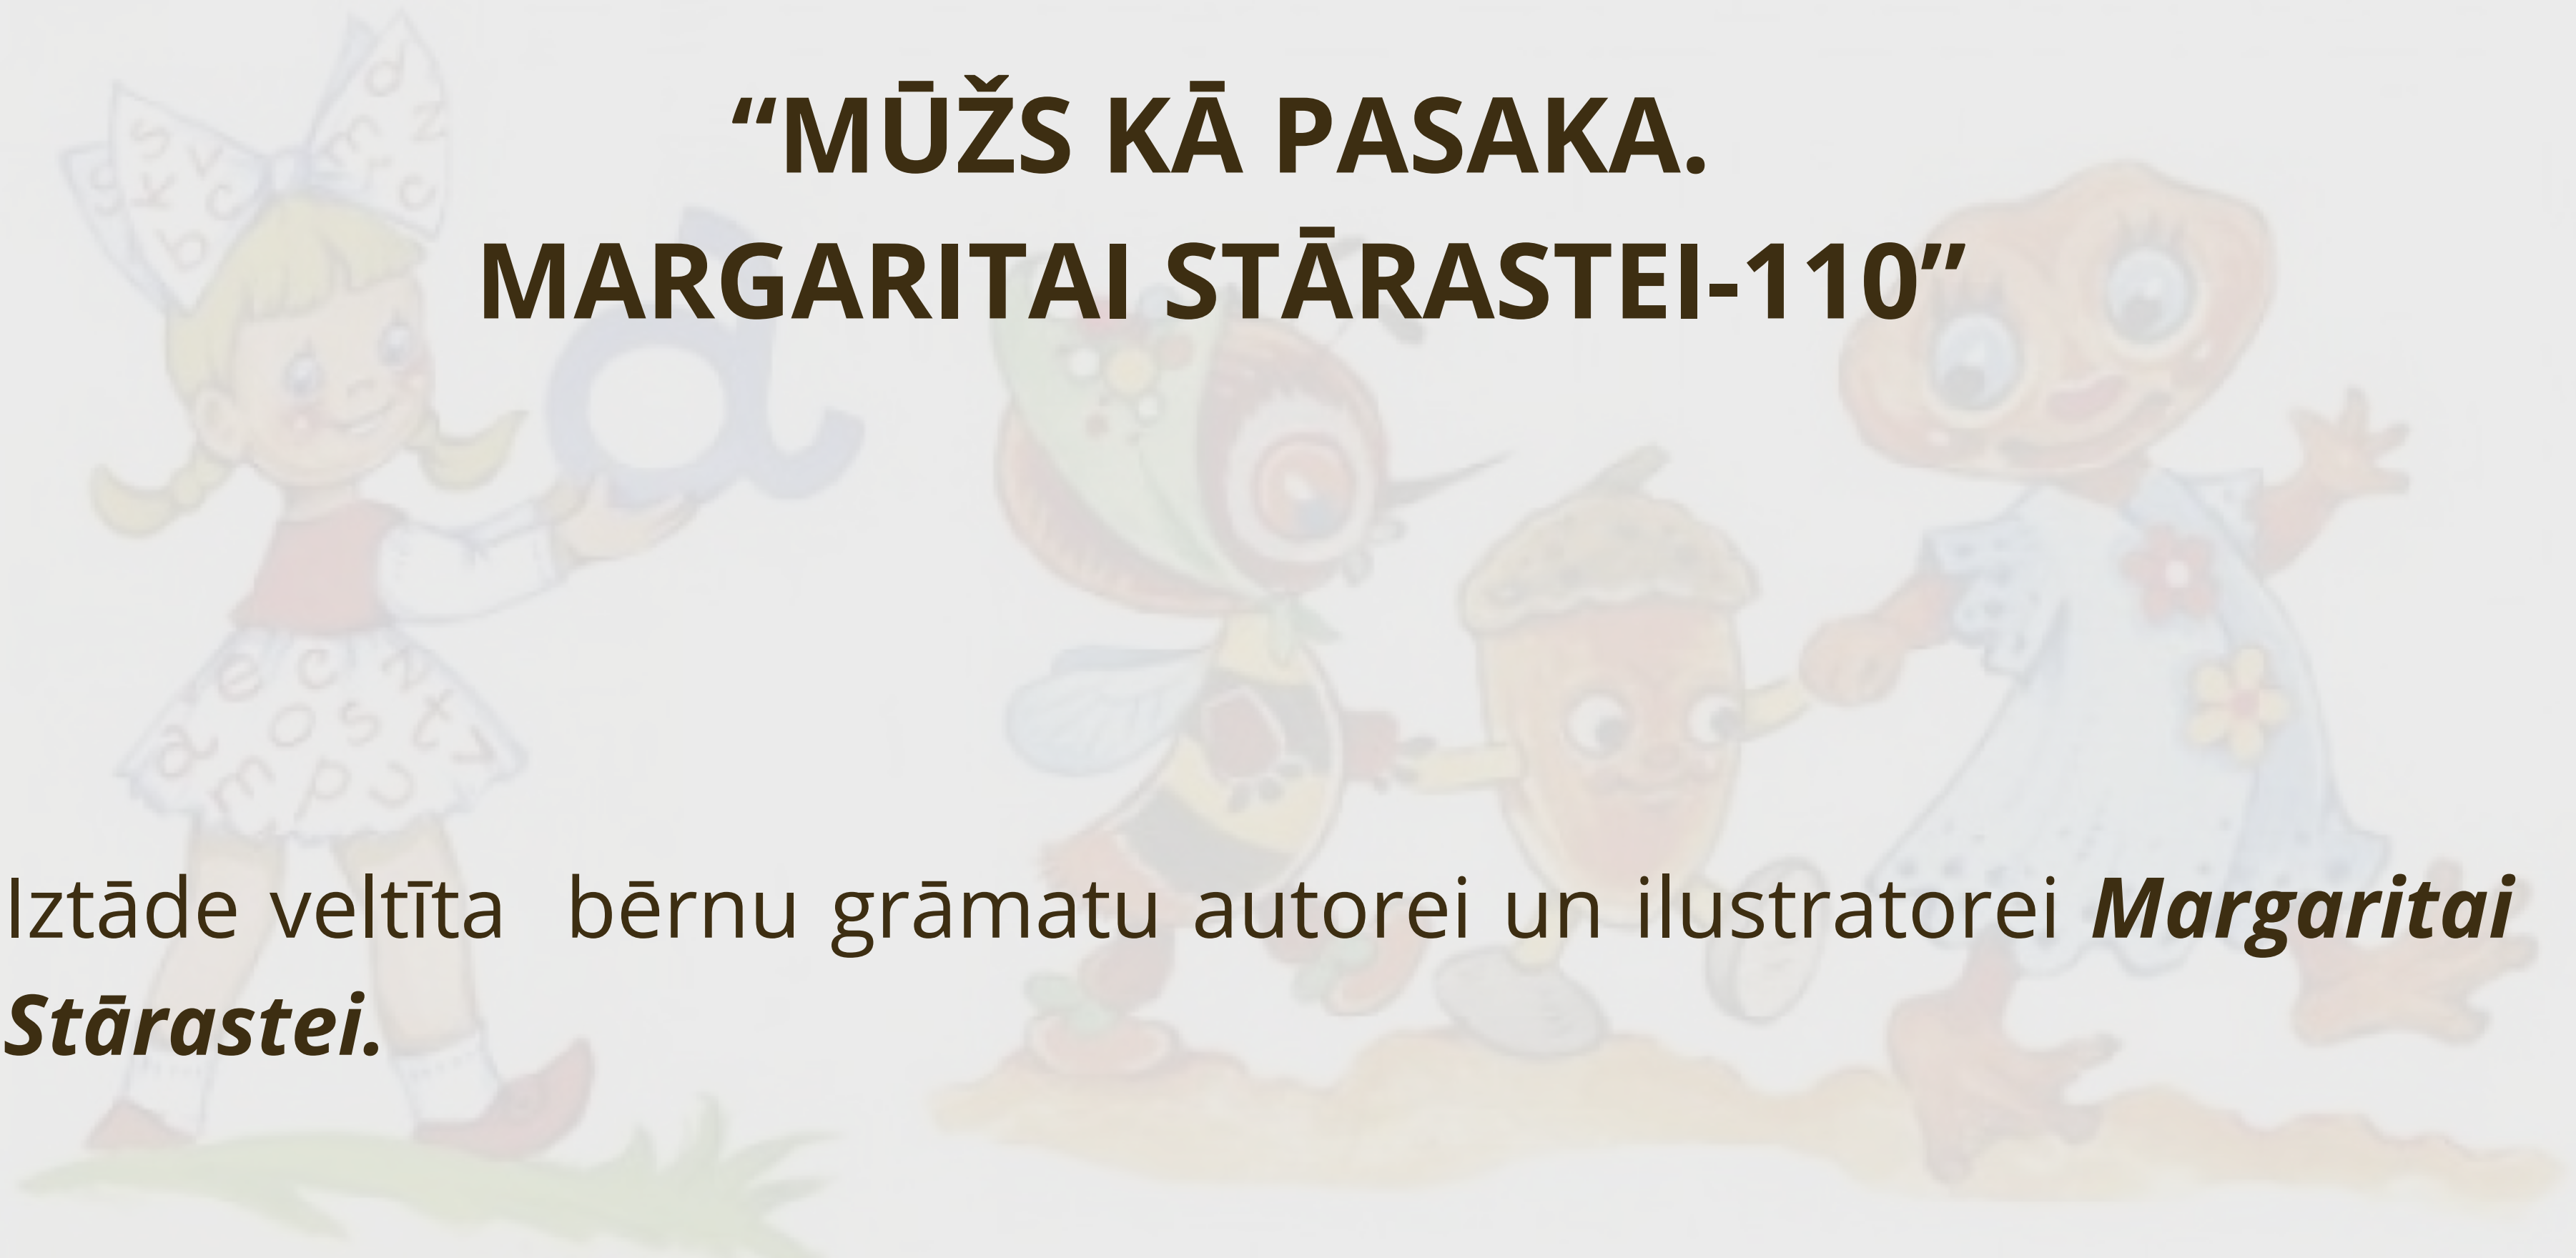 “MŪŽS KĀ PASAKA.
MARGARITAI STĀRASTEI-110”
a
s v d z
s k c m r c
b
e c z
a o s t v
m p u
Iztāde veltīta bērnu grāmatu autorei un ilustratorei Margaritai
Stārastei.